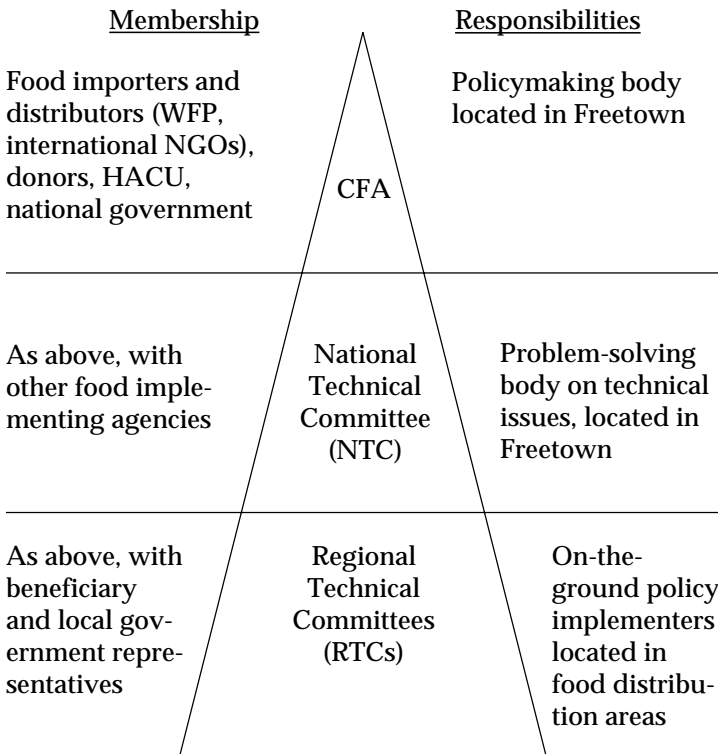 Membership
Responsibilities
Food importers and
distributors (WFP,
international NGOs),
donors, HACU,
national government
CFA
Policymaking body
located in Freetown
As above, with
other food imple-
menting agencies
National
Technical
Committee
(NTC)
Problem-solving
body on technical
issues, located in
Freetown
As above, with
beneficiary
and local gov-
ernment repre-
sentatives
Regional
Technical
Committees
(RTCs)
On-the-
ground policy
implementers
located in
food distribu-
tion areas